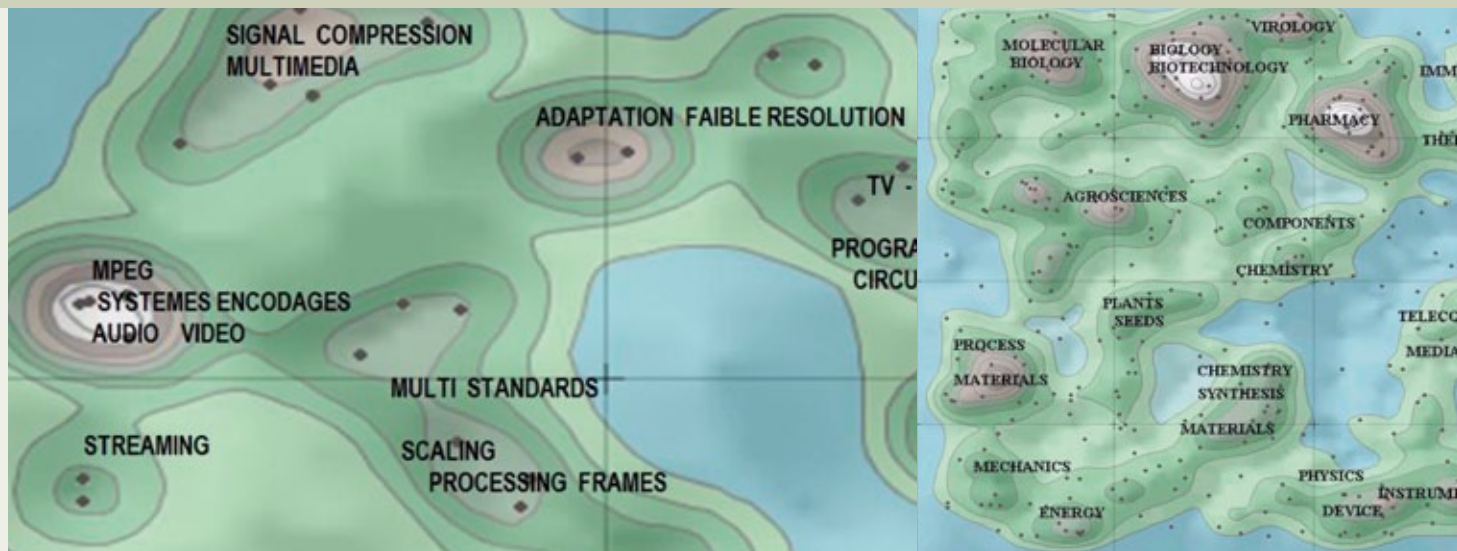 SIGNAL COMPRESSION
MULTIMEDIA
ADAPTATION FAIBLE RESOLUTION
TV -
PROGRA
CIRCU
MPEG
SYSTEMES ENCODAGES
AUDIO VIDEO
MULTI STANDARDS
STREAMING
SCALING
PROCESSING FRAMES
VIROLOGY
MOLECULAR
BIOLOGY
BIOLOGY
BIOTECHNOLOGY
IMM
PHARMACY
THE
AGROSCIENCES
COMPONENTS
CHEMISTRY
PLANTS
SEEDS
TELECO
MEDIA
PROCESS
MATERIALS
CHEMISTRY
SYNTHESIS
MATERIALS
MECHANICS
PHYSICS
ENERGY
INSTRUM
DEVICE